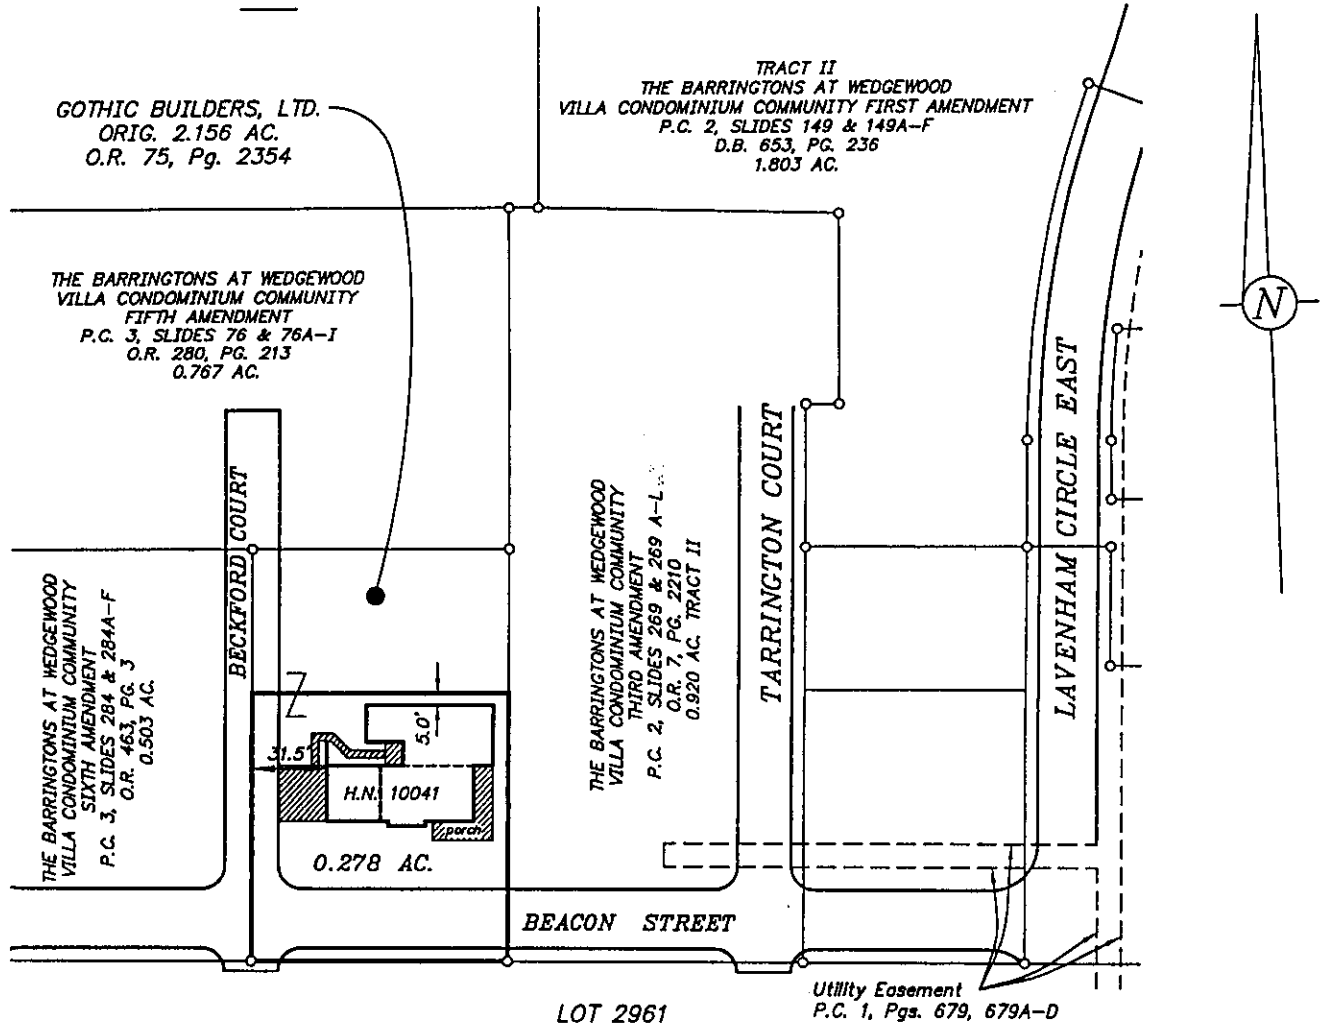 TRACT II
THE BARRINGTONS AT WEDGEWOOD
VILLA CONDOMINIUM COMMUNITY FIRST AMENDMENT
P.C. 2, SLIDES 149 & 149A-F
D.B. 653, PG. 236
1.803 AC.
GOTHIC BUILDERS, LTD.
ORIG. 2.156 AC.
O.R. 75, Pg. 2354
THE BARRINGTONS AT WEDGEWOOD
VILLA CONDOMINIUM COMMUNITY
FIFTH AMENDMENT
P.C. 3, SLIDES 76 & 76A-I
O.R. 280, PG. 213
0.767 AC.
N
BECKFORD COURT
THE BARRINGTONS AT WEDGEWOOD
VILLA CONDOMINIUM COMMUNITY
SIXTH AMENDMENT
P.C. 3, SLIDES 284 & 284A-F
O.R. 463, PG. 3
0.503 AC.
THE BARRINGTONS AT WEDGEWOOD
VILLA CONDOMINIUM COMMUNITY
THIRD AMENDMENT
P.C. 2, SLIDES 269 & 269 A-L
O.R. 7, PG. 2210
0.920 AC. TRACT II
TARRINGTON COURT
LAVENHAM CIRCLE EAST
5.0'
31.5'
H.N. 10041
porch
0.278 AC.
BEACON STREET
Utility Easement
P.C. 1, Pgs. 679, 679A-D
LOT 2961